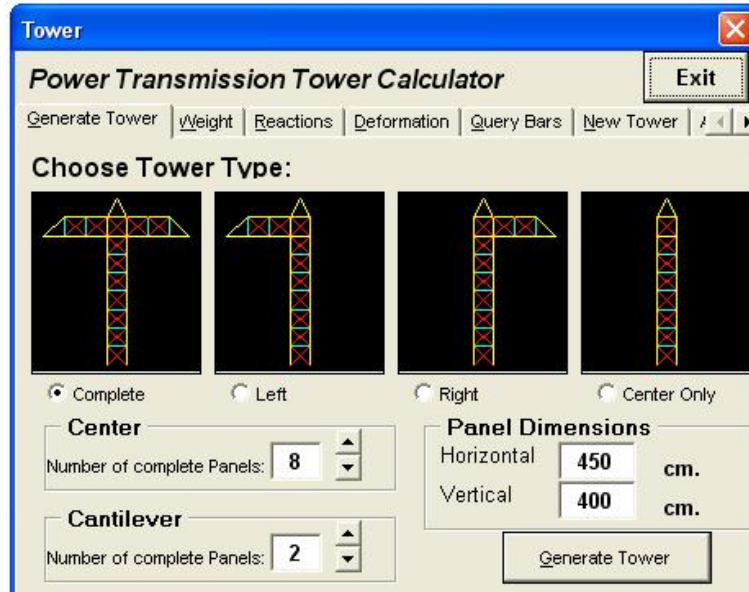 Tower
Power Transmission Tower Calculator
Exit
Generate Tower Weight Reactions Deformation Query Bars New Tower
Choose Tower Type:
Complete Left Right Center Only
Center
Number of complete Panels: 8
Panel Dimensions
Horizontal 450 cm.
Vertical 400 cm.
Cantilever
Number of complete Panels: 2
Generate Tower